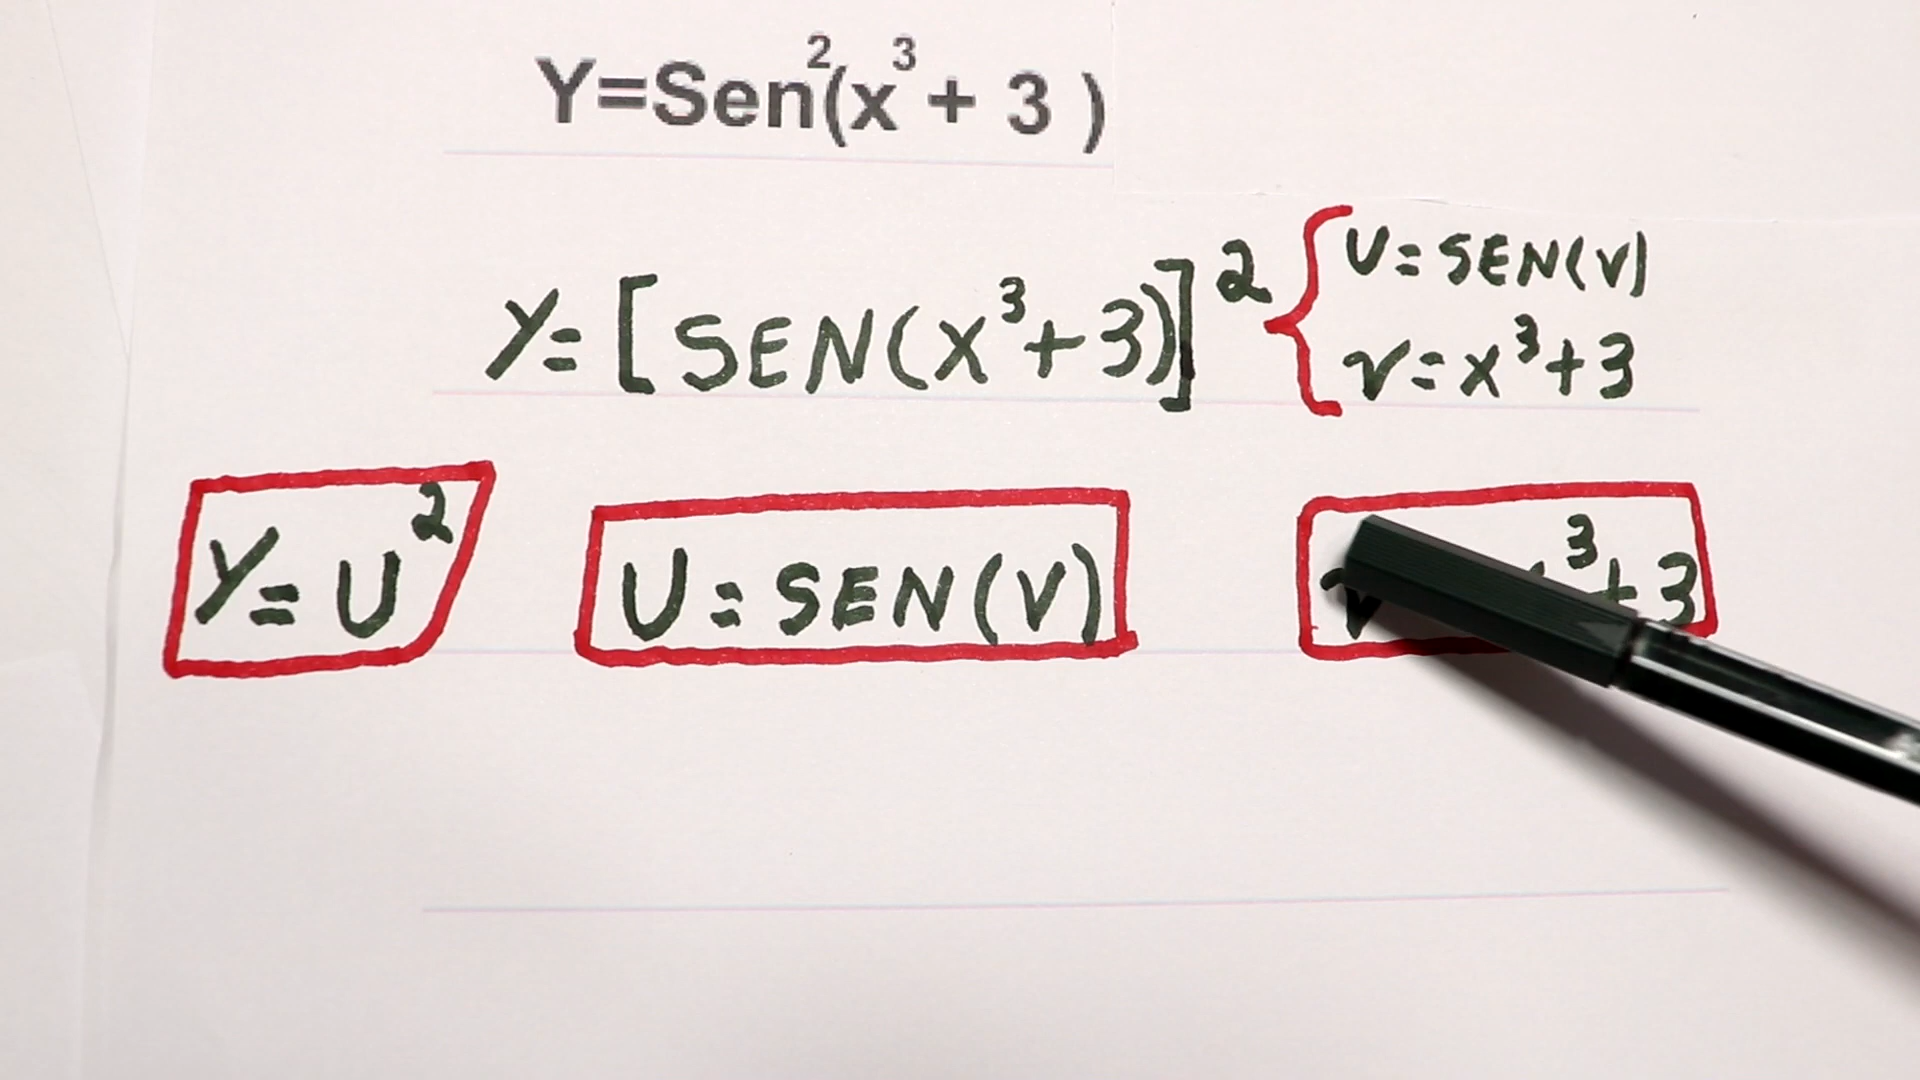 Y=Sen²(x³ + 3 )
Y=[SEN(X³+3)]²
U=SEN(V)
V=X³+3
Y=U²
U=SEN(V)
V ³+3